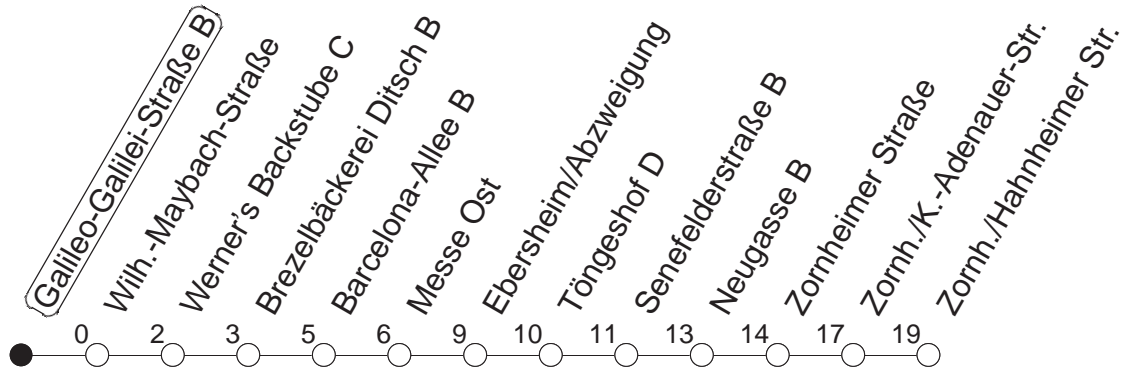 Galileo-Galilei-Straße B
Wilh.-Maybach-Straße
Werner's Backstube C
Brezelbäckerei Ditsch B
Barcelona-Allee B
Messe Ost
Ebersheim/Abzweigung
Töngeshof D
Senefelderstraße B
Neugasse B
Zornheimer Straße
Zornh./K.-Adenauer-Str.
Zornh./Hahnheimer Str.
0 2 3 5 6 9 10 11 13 14 17 19